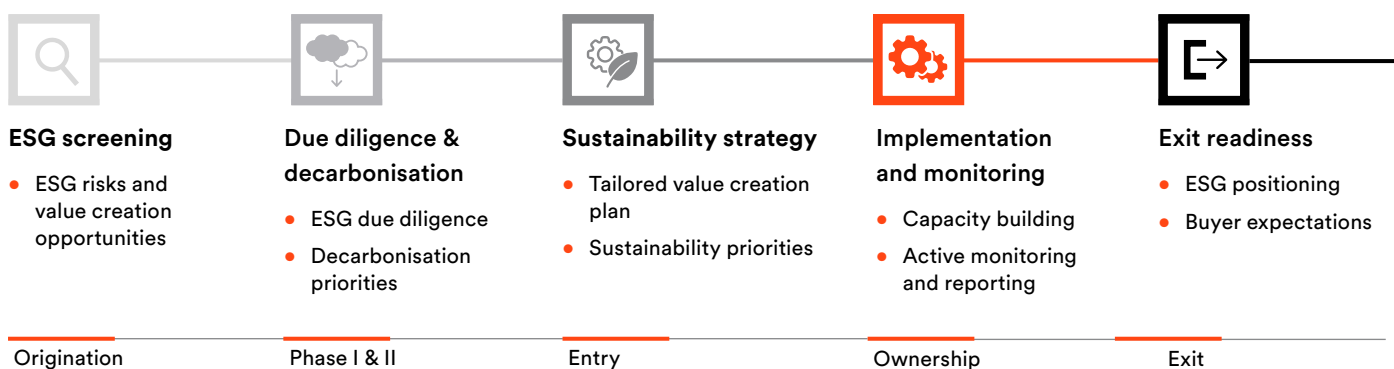 ESG screening
• ESG risks and
value creation
opportunities
Due diligence &
decarbonisation
• ESG due diligence
• Decarbonisation
priorities
Sustainability strategy
• Tailored value creation
plan
• Sustainability priorities
Implementation
and monitoring
• Capacity building
• Active monitoring
and reporting
Exit readiness
• ESG positioning
• Buyer expectations
Origination
Phase I & II
Entry
Ownership
Exit